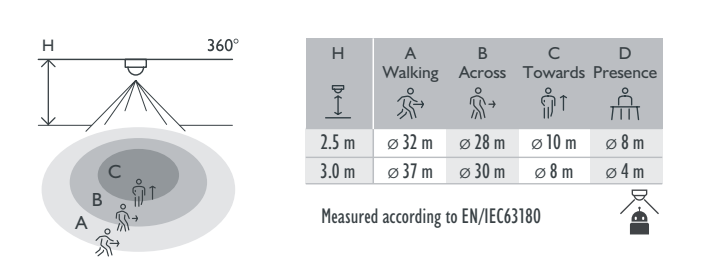 H 360°
C
B
A
H A B C D
Walking Across Towards Presence
2.5 m ⌀ 32 m ⌀ 28 m ⌀ 10 m ⌀ 8 m
3.0 m ⌀ 37 m ⌀ 30 m ⌀ 8 m ⌀ 4 m
Measured according to EN/IEC63180